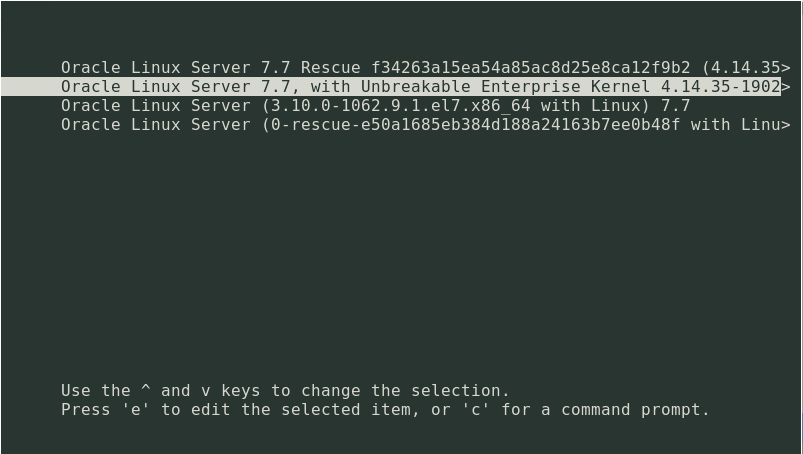 Oracle Linux Server 7.7 Rescue f34263a15ea54a85ac8d25e8ca12f9b2 (4.14.35>
Oracle Linux Server 7.7, with Unbreakable Enterprise Kernel 4.14.35-1902>
Oracle Linux Server (3.10.0-1062.9.1.el7.x86_64 with Linux) 7.7
Oracle Linux Server (0-rescue-e50a1685eb384d188a24163b7ee0b48f with Linu>
Use the ^ and v keys to change the selection.
Press 'e' to edit the selected item, or 'c' for a command prompt.